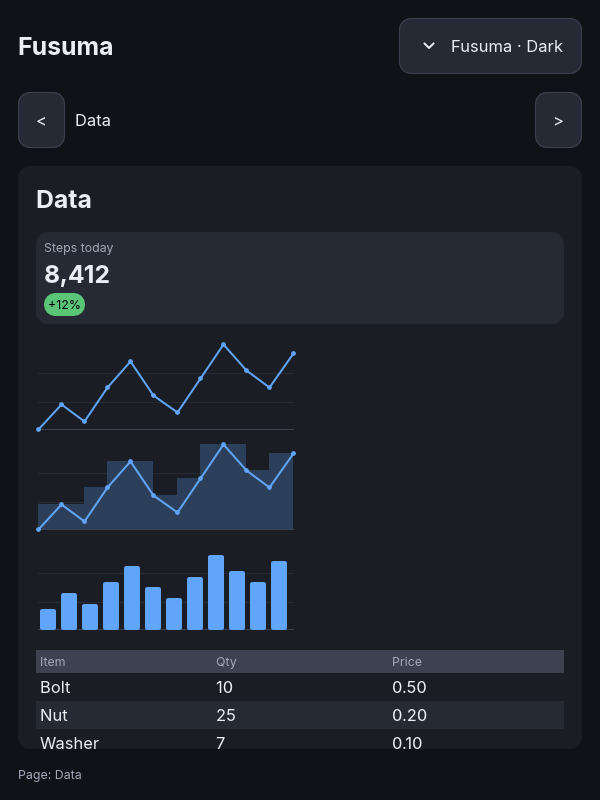 Fusuma
Fusuma · Dark
< Data >
Data
Steps today
8,412
+12%
Item Qty Price
Bolt 10 0.50
Nut 25 0.20
Washer 7 0.10
Page: Data